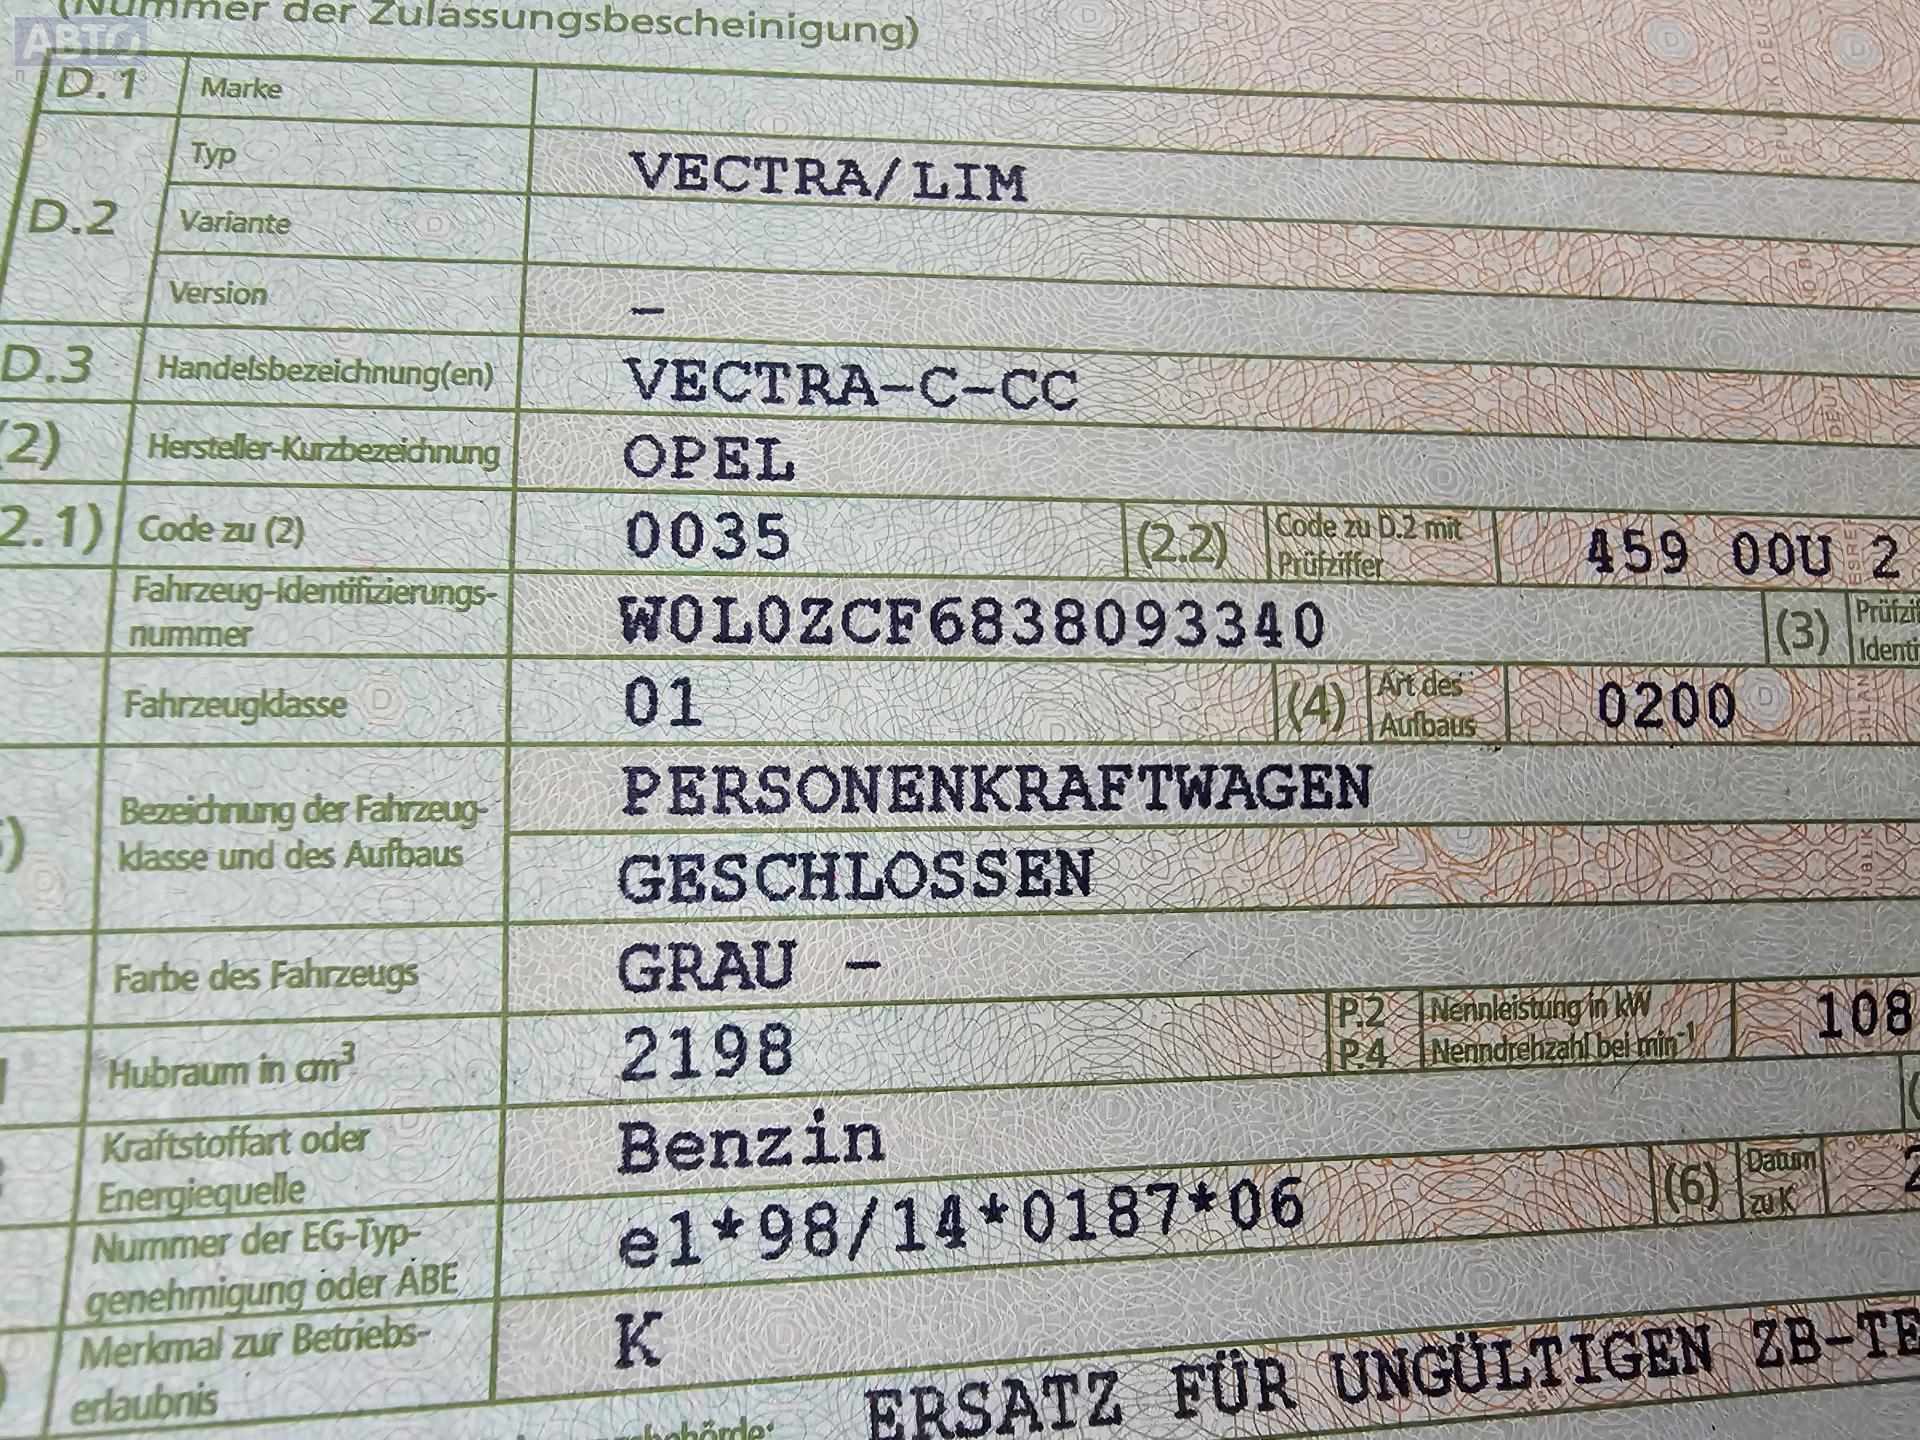 (Nummer der Zulassungsbescheinigung)
АВТО
D.1 Marke
D.2 Typ VECTRA/LIM
Variante
Version –
D.3 Handelsbezeichnung(en) VECTRA-C-CC
(2) Hersteller-Kurzbezeichnung OPEL
2.1) Code zu (2) 0035 (2.2) Code zu D.2 mit
Prüfziffer 459 00U 2
Fahrzeug-Identifizierungs-
nummer W0L0ZCF6838093340 (3)
Fahrzeugklasse 01 (4) Art des
Aufbaus 0200
Bezeichnung der Fahrzeug-
klasse und des Aufbaus PERSONENKRAFTWAGEN
GESCHLOSSEN
Farbe des Fahrzeugs GRAU –
Hubraum in cm³ 2198 P.2 Nennleistung in kW
P.4 Nenndrehzahl bei min⁻¹ 108
Kraftstoffart oder
Energiequelle Benzin
Nummer der EG-Typ-
genehmigung oder ABE e1*98/14*0187*06 (6) Datum
zu K
Merkmal zur Betriebs-
erlaubnis K
ERSATZ FÜR UNGÜLTIGEN ZB-TE